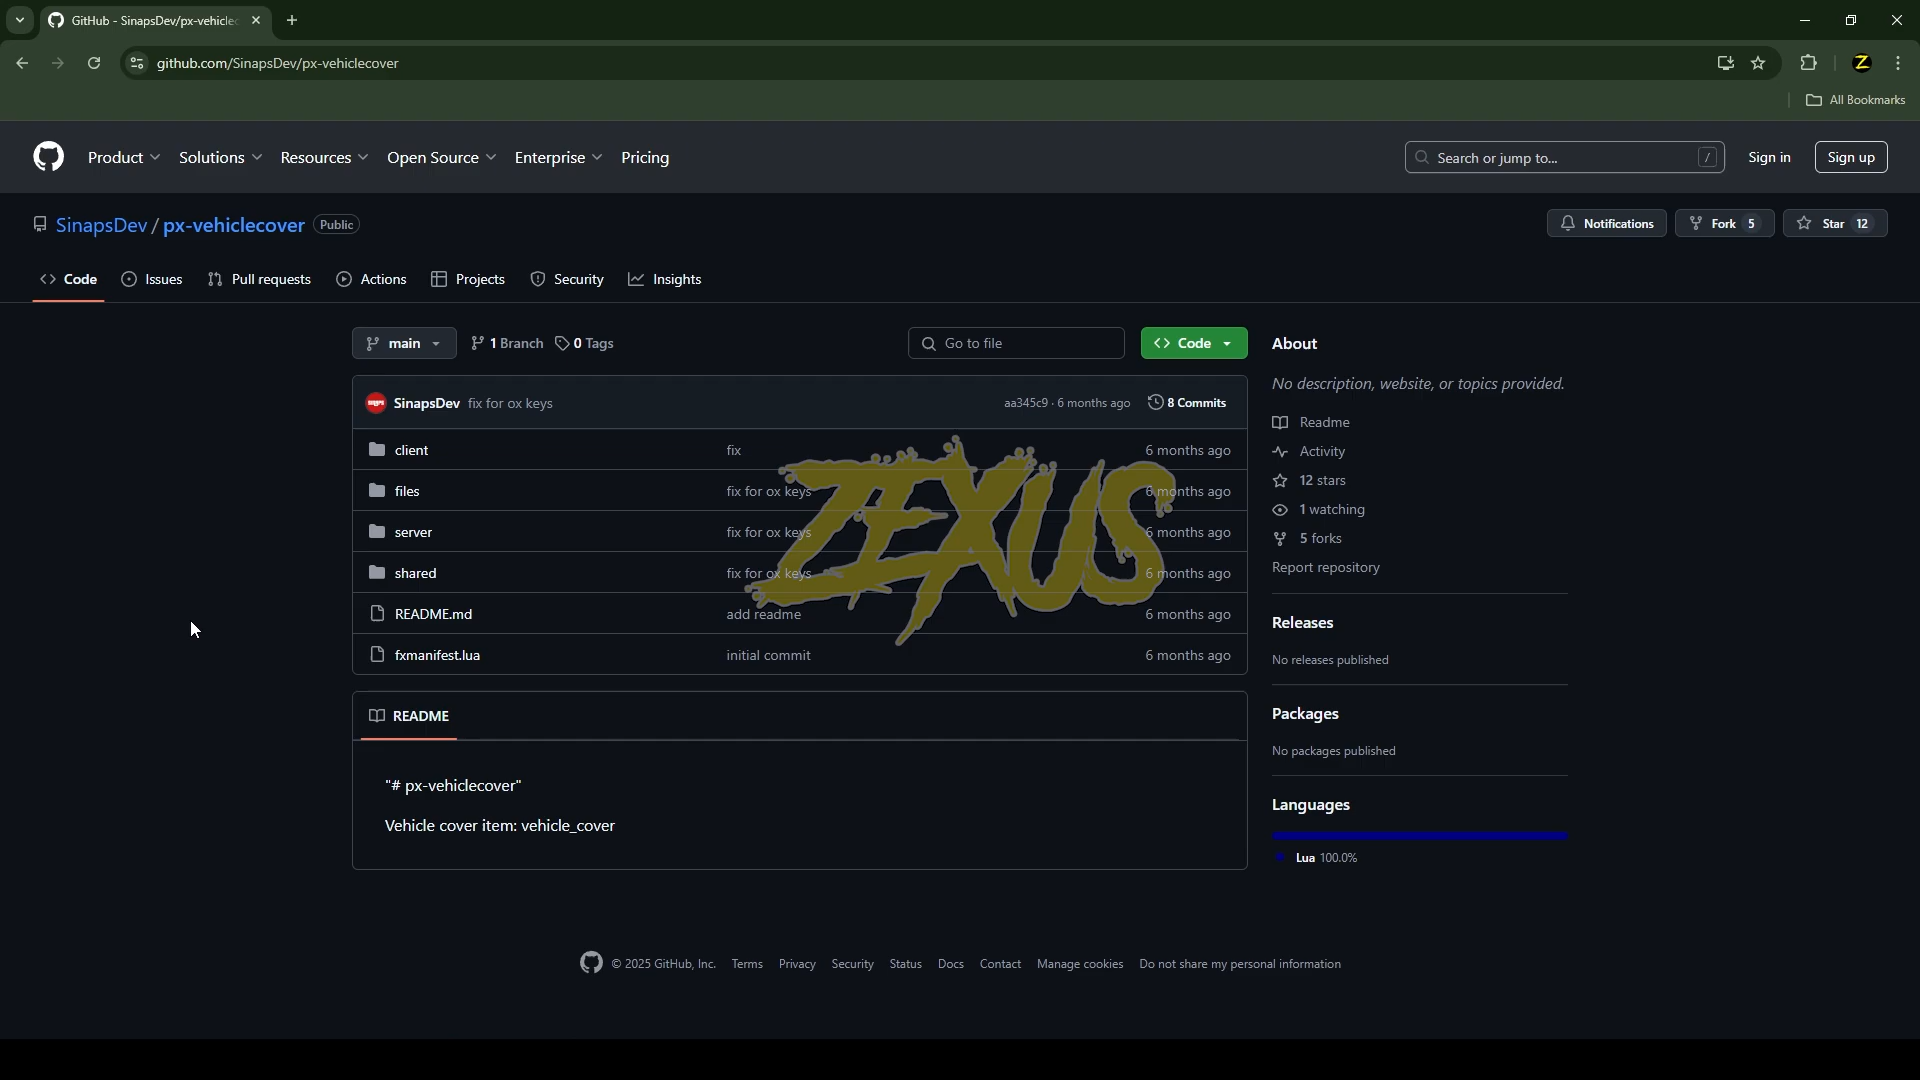 GitHub - SinapsDev/px-vehiclec
github.com/SinapsDev/px-vehiclecover
Z
All Bookmarks
Product Solutions Resources Open Source Enterprise Pricing
Search or jump to... /
Sign in Sign up
SinapsDev / px-vehiclecover Public
Notifications Fork 5 Star 12
Code Issues Pull requests Actions Projects Security Insights
main 1 Branch 0 Tags
Go to file Code
SinapsDev fix for ox keys aa345c9 · 6 months ago 8 Commits
client fix 6 months ago
files fix for ox keys 6 months ago
server fix for ox keys 6 months ago
shared fix for ox keys 6 months ago
README.md add readme 6 months ago
fxmanifest.lua initial commit 6 months ago
ZEXUS
README
"# px-vehiclecover"
Vehicle cover item: vehicle_cover
About
No description, website, or topics provided.
Readme
Activity
12 stars
1 watching
5 forks
Report repository
Releases
No releases published
Packages
No packages published
Languages
Lua 100.0%
© 2025 GitHub, Inc. Terms Privacy Security Status Docs Contact Manage cookies Do not share my personal information